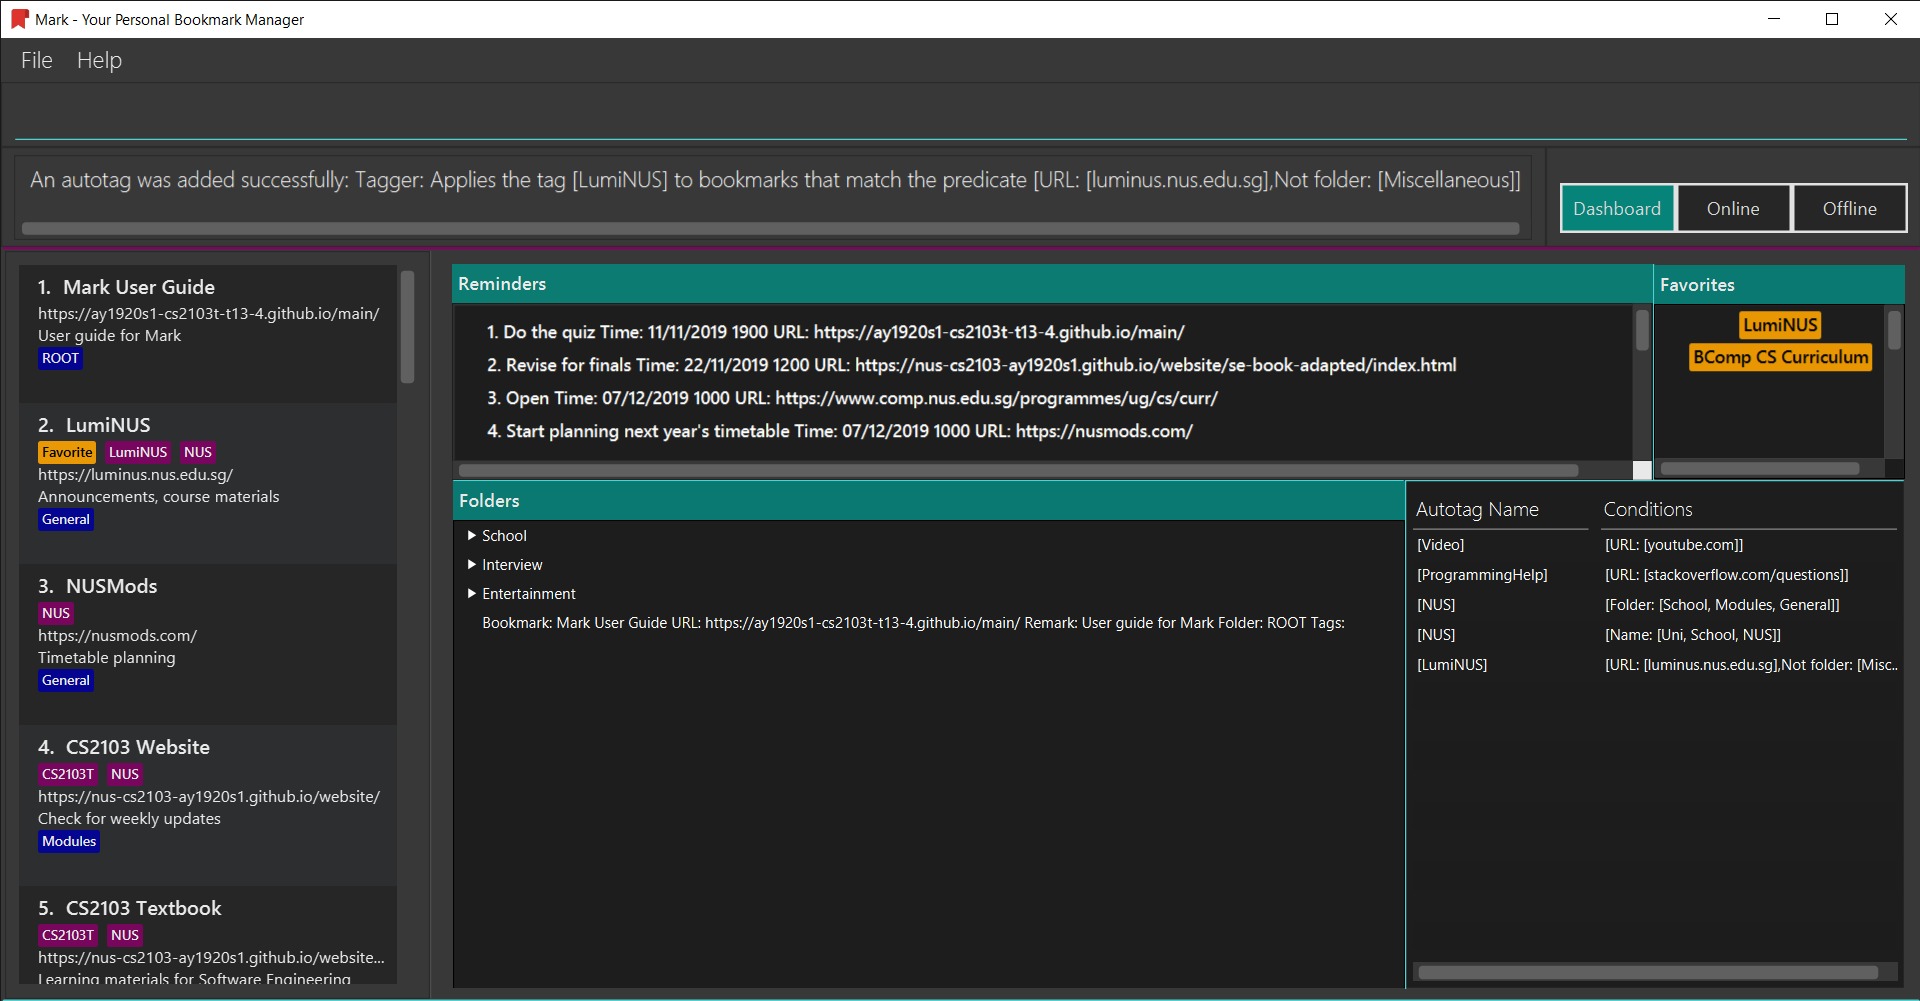 Mark - Your Personal Bookmark Manager
File Help
An autotag was added successfully: Tagger: Applies the tag [LumiNUS] to bookmarks that match the predicate [URL: [luminus.nus.edu.sg],Not folder: [Miscellaneous]]
Dashboard Online Offline
1. Mark User Guide
https://ay1920s1-cs2103t-t13-4.github.io/main/
User guide for Mark
ROOT
2. LumiNUS
Favorite LumiNUS NUS
https://luminus.nus.edu.sg/
Announcements, course materials
General
3. NUSMods
NUS
https://nusmods.com/
Timetable planning
General
4. CS2103 Website
CS2103T NUS
https://nus-cs2103-ay1920s1.github.io/website/
Check for weekly updates
Modules
5. CS2103 Textbook
CS2103T NUS
https://nus-cs2103-ay1920s1.github.io/website...
Learning materials for Software Engineering
Reminders
1. Do the quiz Time: 11/11/2019 1900 URL: https://ay1920s1-cs2103t-t13-4.github.io/main/
2. Revise for finals Time: 22/11/2019 1200 URL: https://nus-cs2103-ay1920s1.github.io/website/se-book-adapted/index.html
3. Open Time: 07/12/2019 1000 URL: https://www.comp.nus.edu.sg/programmes/ug/cs/curr/
4. Start planning next year's timetable Time: 07/12/2019 1000 URL: https://nusmods.com/
Favorites
LumiNUS
BComp CS Curriculum
Folders
School
Interview
Entertainment
Bookmark: Mark User Guide URL: https://ay1920s1-cs2103t-t13-4.github.io/main/ Remark: User guide for Mark Folder: ROOT Tags:
Autotag Name Conditions
[Video] [URL: [youtube.com]]
[ProgrammingHelp] [URL: [stackoverflow.com/questions]]
[NUS] [Folder: [School, Modules, General]]
[NUS] [Name: [Uni, School, NUS]]
[LumiNUS] [URL: [luminus.nus.edu.sg],Not folder: [Misc..